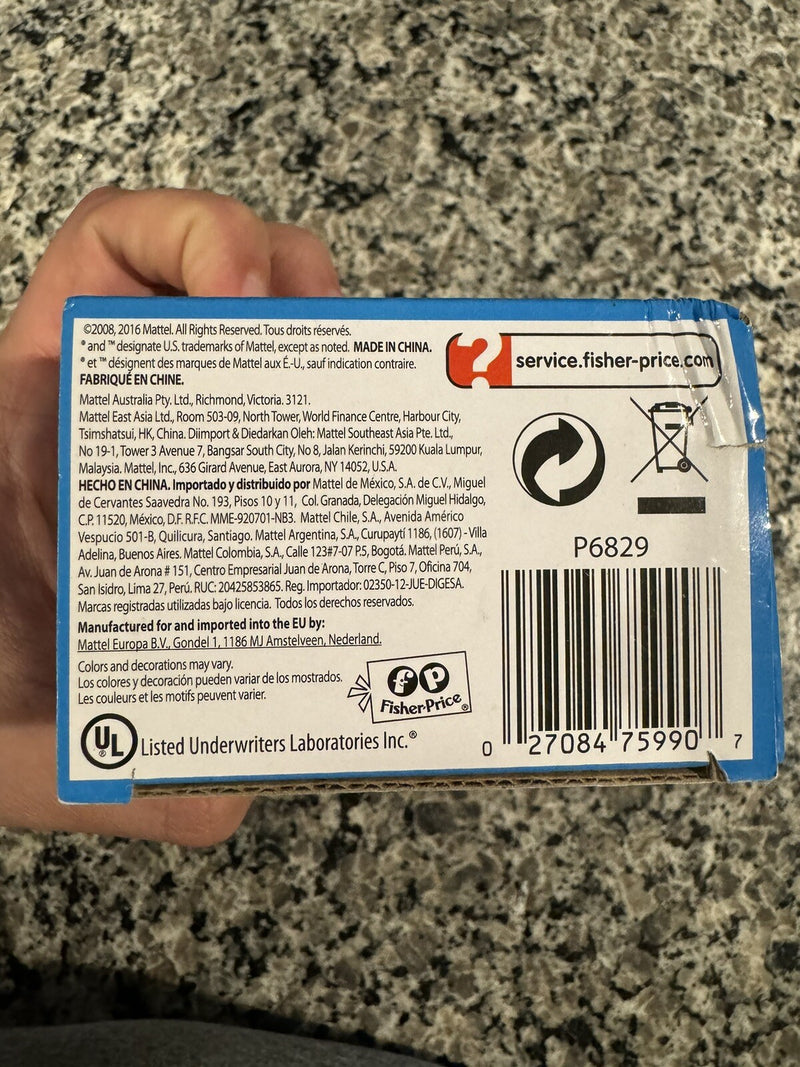 ©2008, 2016 Mattel. All Rights Reserved. Tous droits réservés.
® and ™ designate U.S. trademarks of Mattel, except as noted. MADE IN CHINA.
® et ™ désignent des marques de Mattel aux É.-U., sauf indication contraire.
FABRIQUÉ EN CHINE.
Mattel Australia Pty. Ltd., Richmond, Victoria. 3121.
Mattel East Asia Ltd., Room 503-09, North Tower, World Finance Centre, Harbour City,
Tsimshatsui, HK, China. Diimport & Diedarkan Oleh: Mattel Southeast Asia Pte. Ltd.,
No 19-1, Tower 3 Avenue 7, Bangsar South City, No 8, Jalan Kerinchi, 59200 Kuala Lumpur,
Malaysia. Mattel, Inc., 636 Girard Avenue, East Aurora, NY 14052, U.S.A.
HECHO EN CHINA. Importado y distribuido por Mattel de México, S.A. de C.V., Miguel
de Cervantes Saavedra No. 193, Pisos 10 y 11, Col. Granada, Delegación Miguel Hidalgo,
C.P. 11520, México, D.F. R.F.C. MME-920701-NB3. Mattel Chile, S.A., Avenida Américo
Vespucio 501-B, Quilicura, Santiago. Mattel Argentina, S.A., Curupaytí 1186, (1607) - Villa
Adelina, Buenos Aires. Mattel Colombia, S.A., Calle 123#7-07 P.5, Bogotá. Mattel Perú, S.A.,
Av. Juan de Arona # 151, Centro Empresarial Juan de Arona, Torre C, Piso 7, Oficina 704,
San Isidro, Lima 27, Perú. RUC: 20425853865. Reg. Importador: 02350-12-JUE-DIGESA.
Marcas registradas utilizadas bajo licencia. Todos los derechos reservados.
Manufactured for and imported into the EU by:
Mattel Europa B.V., Gondel 1, 1186 MJ Amstelveen, Nederland.
Colors and decorations may vary.
Los colores y decoración pueden variar de los mostrados.
Les couleurs et les motifs peuvent varier.
fp
Fisher-Price®
UL®
Listed Underwriters Laboratories Inc.®
? service.fisher-price.com
P6829
0 27084 75990 7